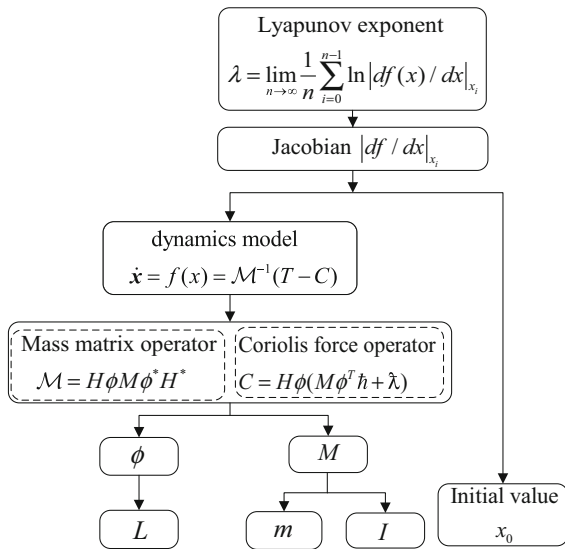 Lyapunov exponent
λ = lim_{n→∞} 1/n ∑_{i=0}^{n-1} ln |df(x) / dx|_{x_i}
Jacobian |df / dx|_{x_i}
dynamics model
ẋ = f(x) = ℳ^{-1}(T − C)
Mass matrix operator
ℳ = HϕMϕ^*H^*
Coriolis force operator
C = Hϕ(Mϕ^T ℏ + λ̂)
ϕ
M
L
m
I
Initial value
x_0